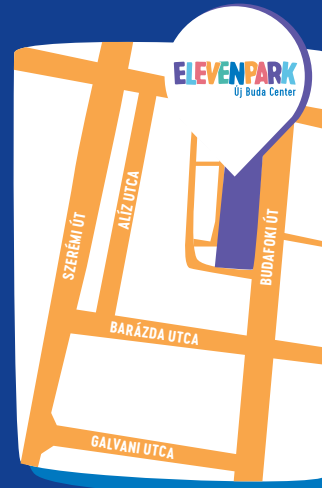 ELEVENPARK
Új Buda Center
ALÍZ UTCA
SZERÉMI ÚT
BUDAFOKI ÚT
BARÁZDA UTCA
GALVANI UTCA